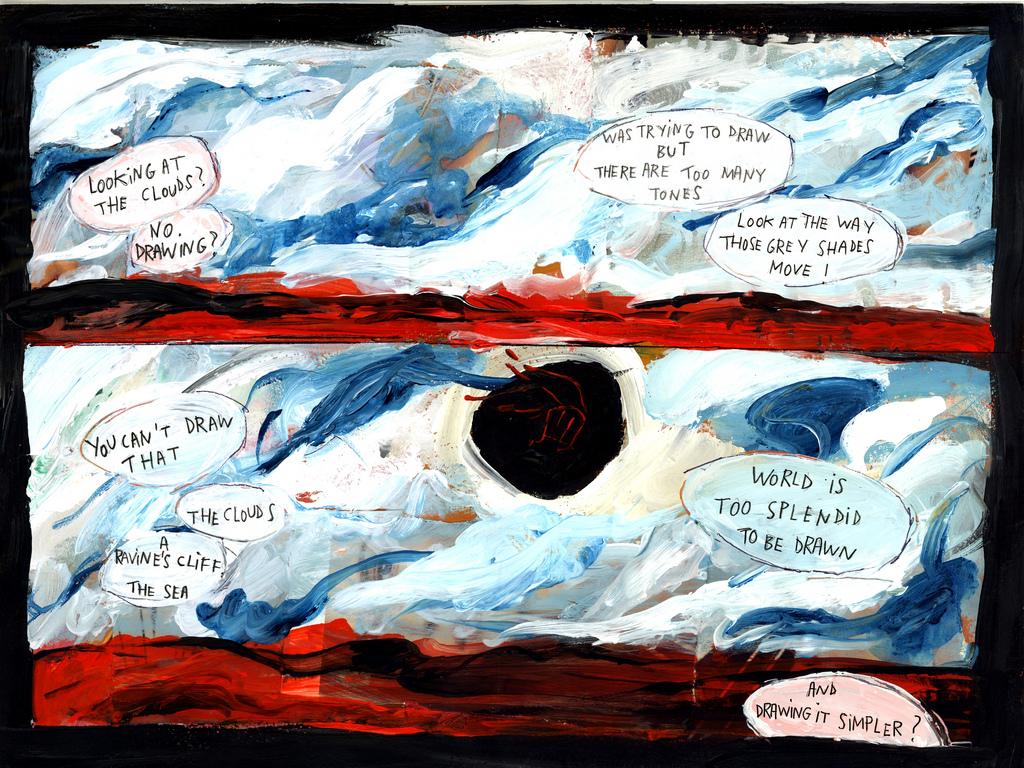 LOOKING AT
THE CLOUDS?
NO.
DRAWING?
WAS TRYING TO DRAW
BUT
THERE ARE TOO MANY
TONES
LOOK AT THE WAY
THOSE GREY SHADES
MOVE !
YOU CAN'T DRAW
THAT
THE CLOUDS
A
RAVINE'S CLIFF
THE SEA
WORLD IS
TOO SPLENDID
TO BE DRAWN
AND
DRAWING IT SIMPLER ?